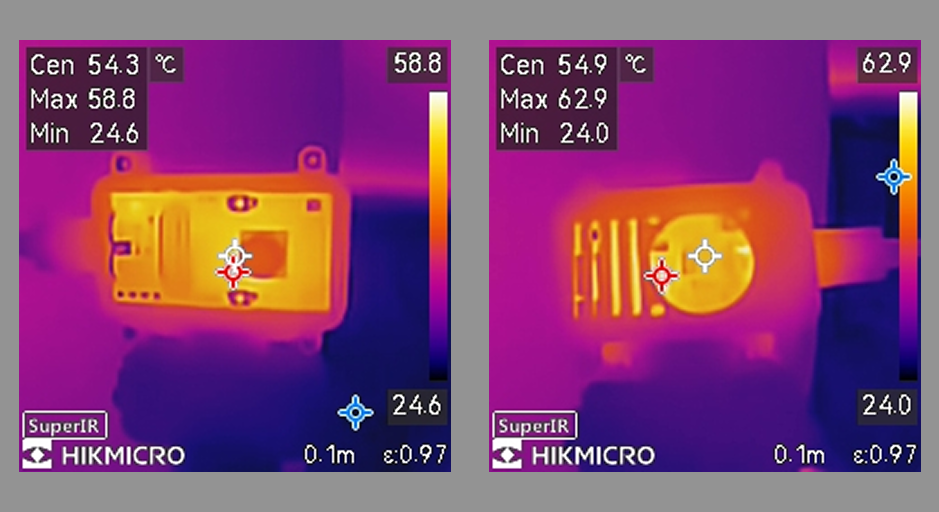 Cen 54.3 °C 58.8
Max 58.8
Min 24.6
24.6
SuperIR
HIKMICRO 0.1m ε:0.97
Cen 54.9 °C 62.9
Max 62.9
Min 24.0
24.0
SuperIR
HIKMICRO 0.1m ε:0.97